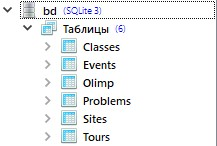 bd (SQLite 3)
Таблицы (6)
Classes
Events
Olimp
Problems
Sites
Tours